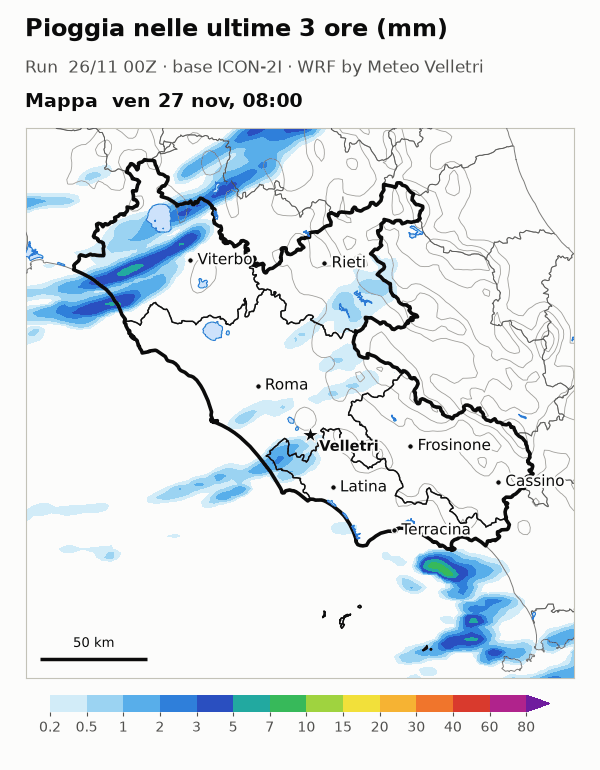 Pioggia nelle ultime 3 ore (mm)
Run  26/11 00Z · base ICON-2I · WRF by Meteo Velletri
Mappa  ven 27 nov, 08:00
Viterbo
Rieti
Roma
Velletri
Frosinone
Latina
Cassino
Terracina
50 km
0.2 0.5 1 2 3 5 7 10 15 20 30 40 60 80